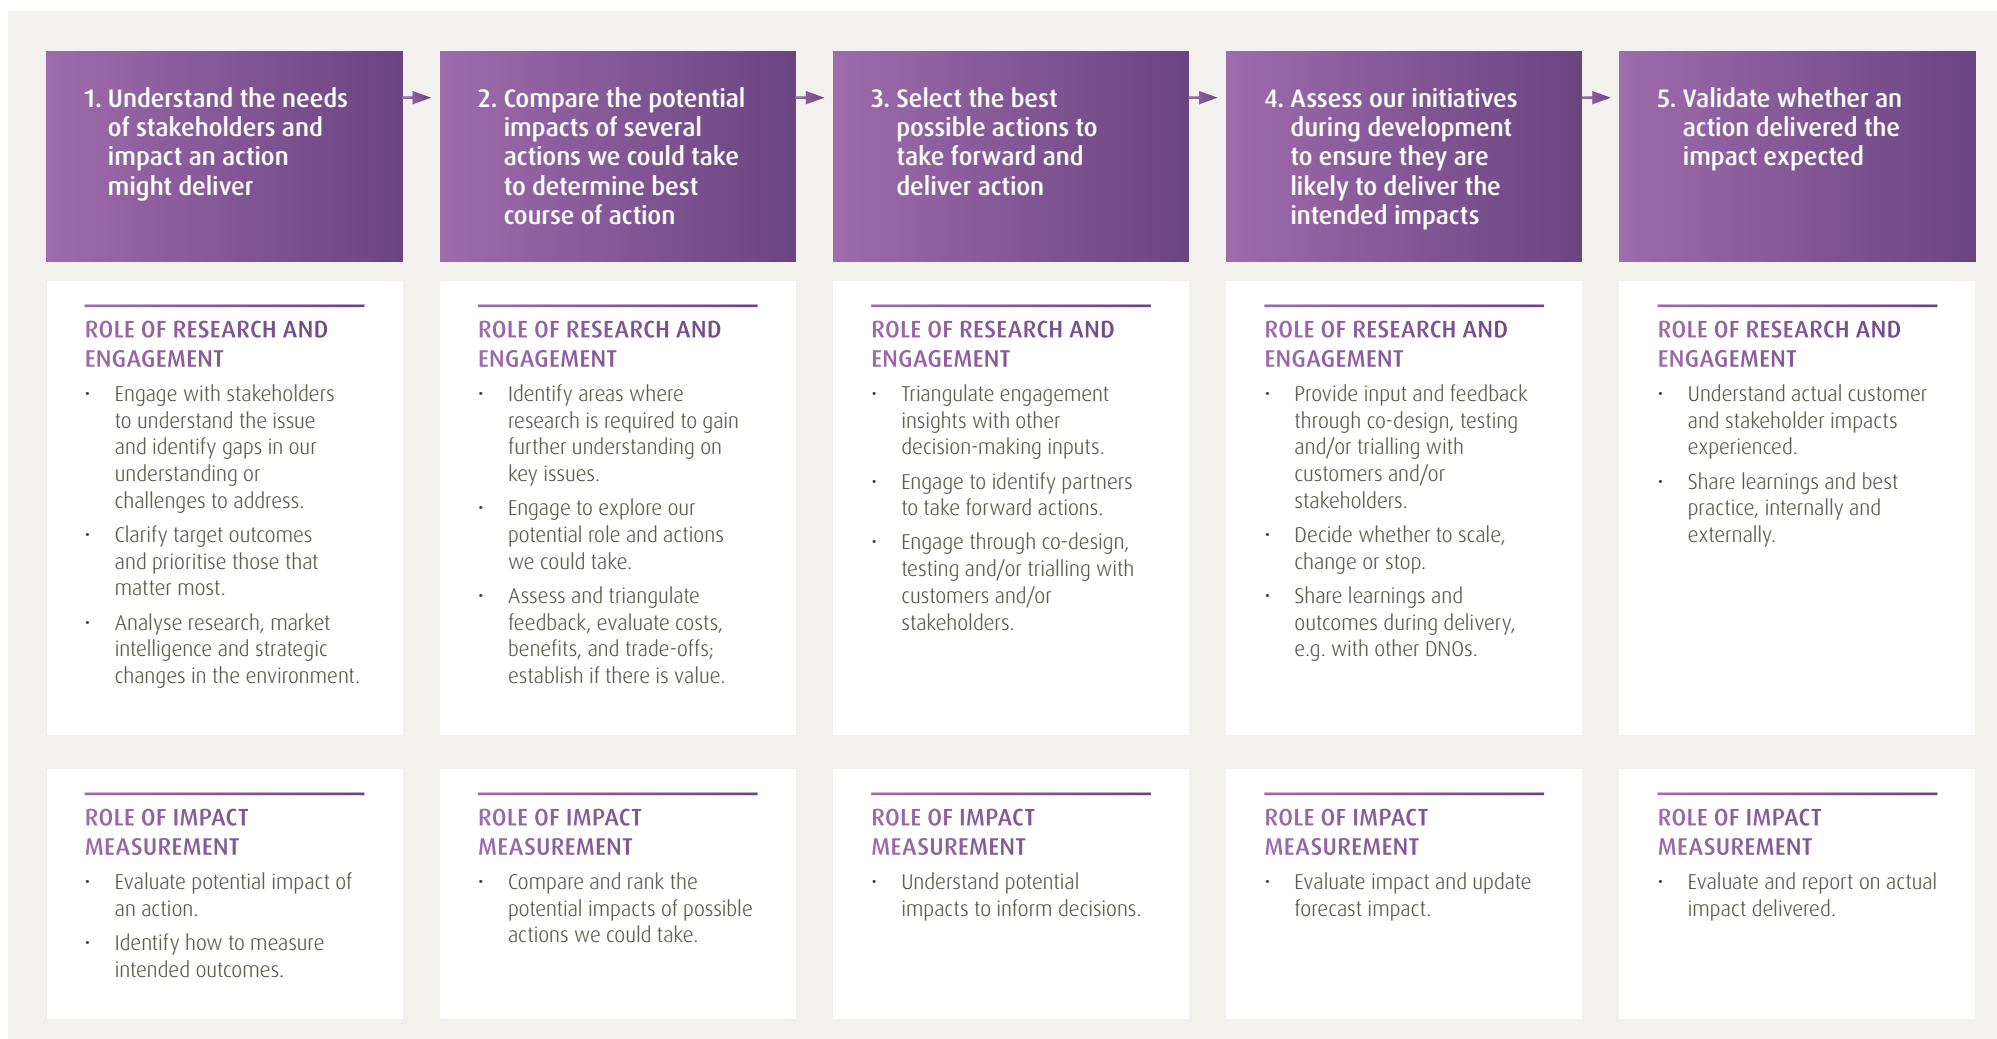 1. Understand the needs
of stakeholders and
impact an action
might deliver
2. Compare the potential
impacts of several
actions we could take
to determine best
course of action
3. Select the best
possible actions to
take forward and
deliver action
4. Assess our initiatives
during development
to ensure they are
likely to deliver the
intended impacts
5. Validate whether an
action delivered the
impact expected
ROLE OF RESEARCH AND
ENGAGEMENT
· Engage with stakeholders
to understand the issue
and identify gaps in our
understanding or
challenges to address.
· Clarify target outcomes
and prioritise those that
matter most.
· Analyse research, market
intelligence and strategic
changes in the environment.
ROLE OF RESEARCH AND
ENGAGEMENT
· Identify areas where
research is required to gain
further understanding on
key issues.
· Engage to explore our
potential role and actions
we could take.
· Assess and triangulate
feedback, evaluate costs,
benefits, and trade-offs;
establish if there is value.
ROLE OF RESEARCH AND
ENGAGEMENT
· Triangulate engagement
insights with other
decision-making inputs.
· Engage to identify partners
to take forward actions.
· Engage through co-design,
testing and/or trialling with
customers and/or
stakeholders.
ROLE OF RESEARCH AND
ENGAGEMENT
· Provide input and feedback
through co-design, testing
and/or trialling with
customers and/or
stakeholders.
· Decide whether to scale,
change or stop.
· Share learnings and
outcomes during delivery,
e.g. with other DNOs.
ROLE OF RESEARCH AND
ENGAGEMENT
· Understand actual customer
and stakeholder impacts
experienced.
· Share learnings and best
practice, internally and
externally.
ROLE OF IMPACT
MEASUREMENT
· Evaluate potential impact of
an action.
· Identify how to measure
intended outcomes.
ROLE OF IMPACT
MEASUREMENT
· Compare and rank the
potential impacts of possible
actions we could take.
ROLE OF IMPACT
MEASUREMENT
· Understand potential
impacts to inform decisions.
ROLE OF IMPACT
MEASUREMENT
· Evaluate impact and update
forecast impact.
ROLE OF IMPACT
MEASUREMENT
· Evaluate and report on actual
impact delivered.